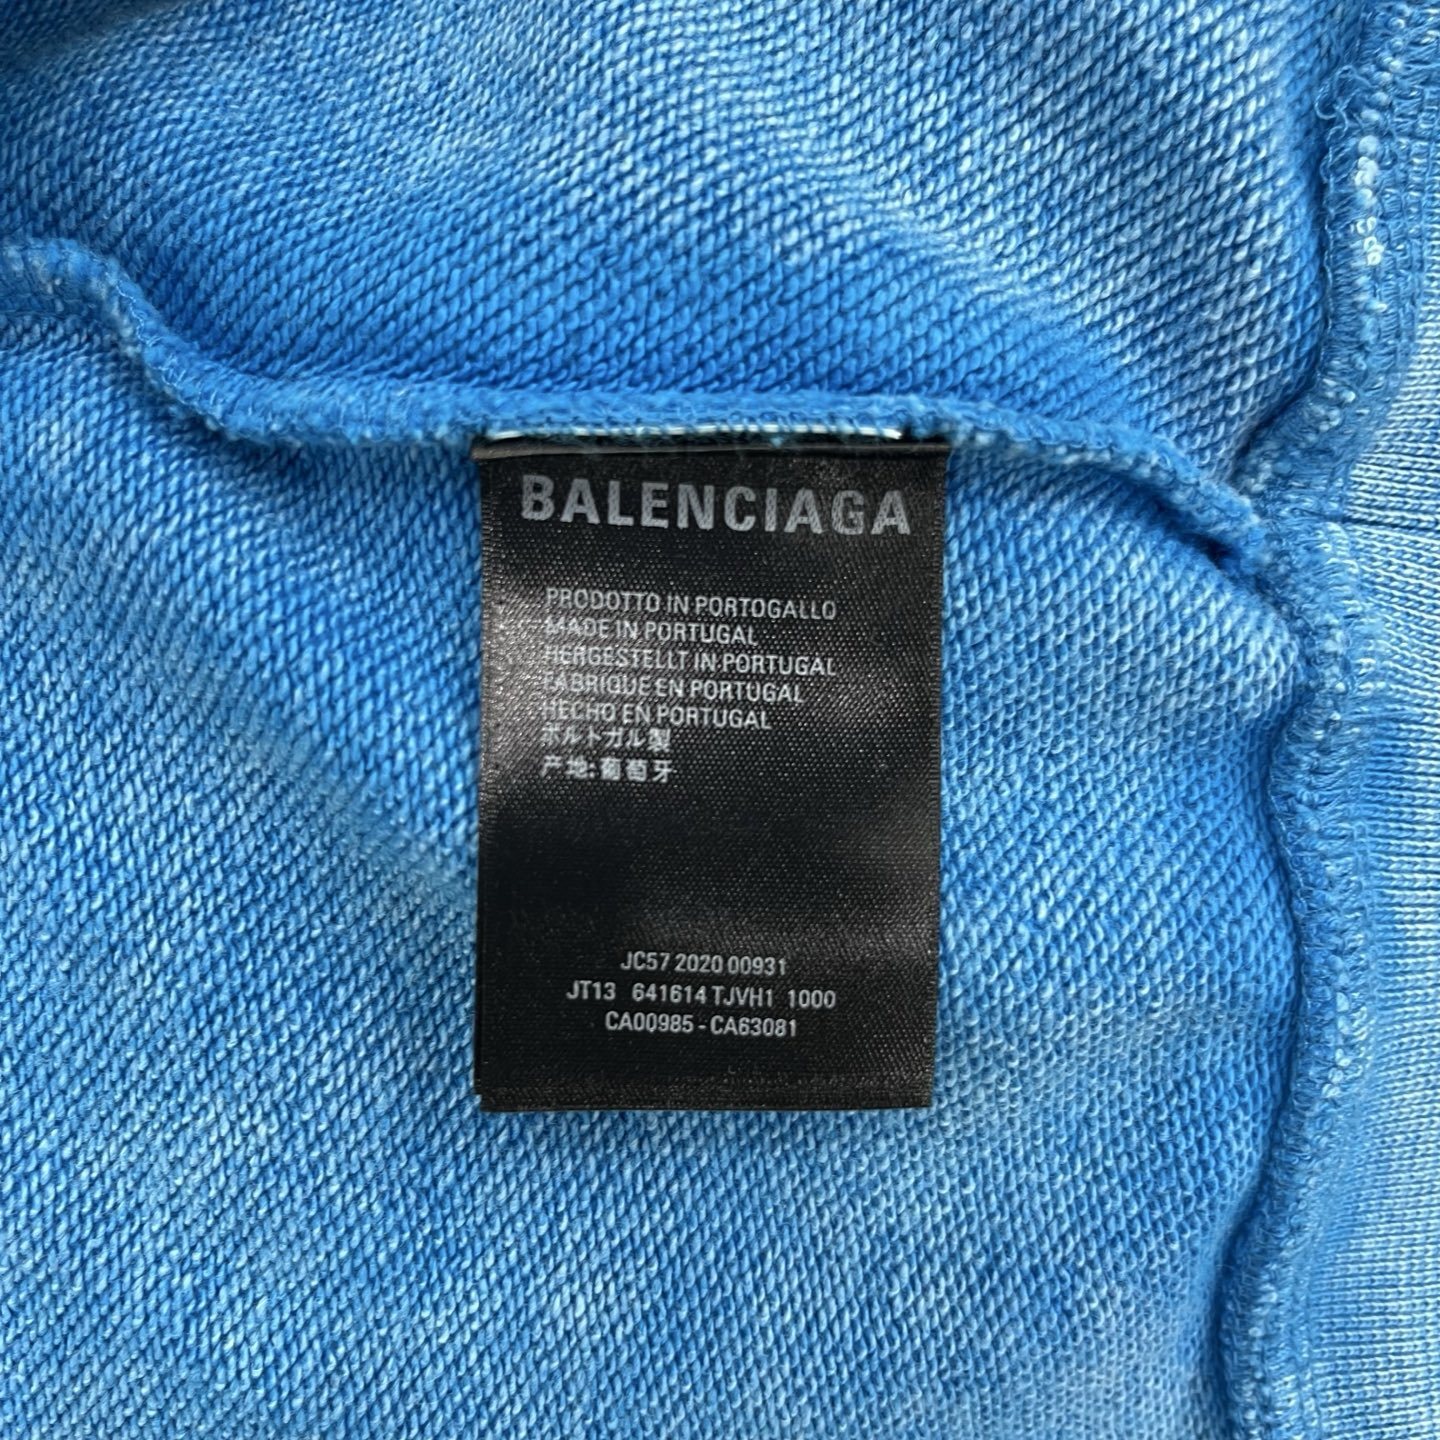 BALENCIAGA
PRODOTTO IN PORTOGALLO
MADE IN PORTUGAL
HERGESTELLT IN PORTUGAL
FABRIQUE EN PORTUGAL
HECHO EN PORTUGAL
ポルトガル製
产地:葡萄牙
JC57 2020 00931
JT13 641614 TJVH1 1000
CA00985 - CA63081